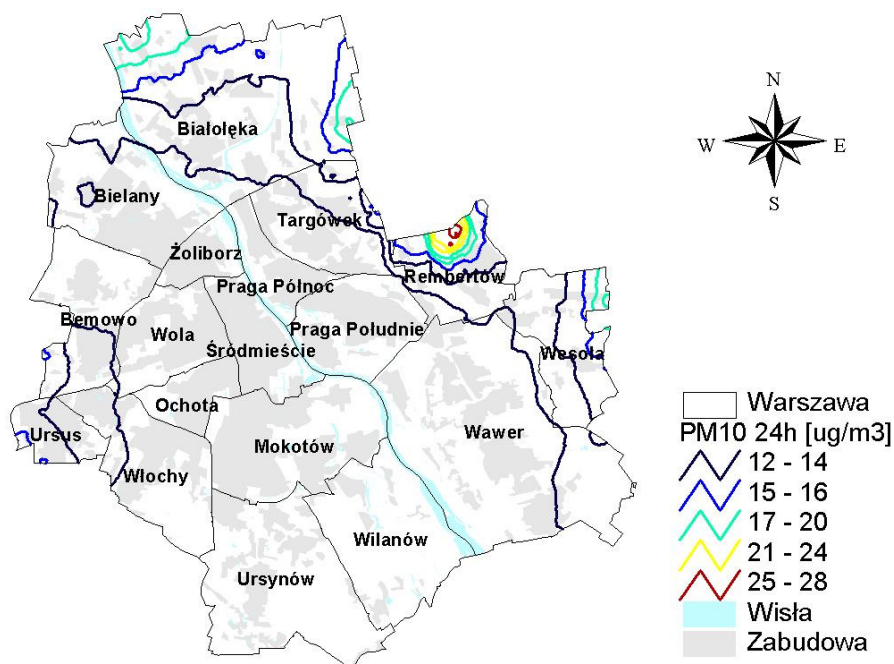 Białołęka
Bielany
Targówek
Żoliborz
Rembertów
Praga Północ
Bemowo
Wola
Praga Południe
Śródmieście
Wesoła
Ochota
Ursus
Mokotów
Wawer
Włochy
Wilanów
Ursynów
N
W
E
S
Warszawa
PM10 24h [ug/m3]
12 - 14
15 - 16
17 - 20
21 - 24
25 - 28
Wisła
Zabudowa